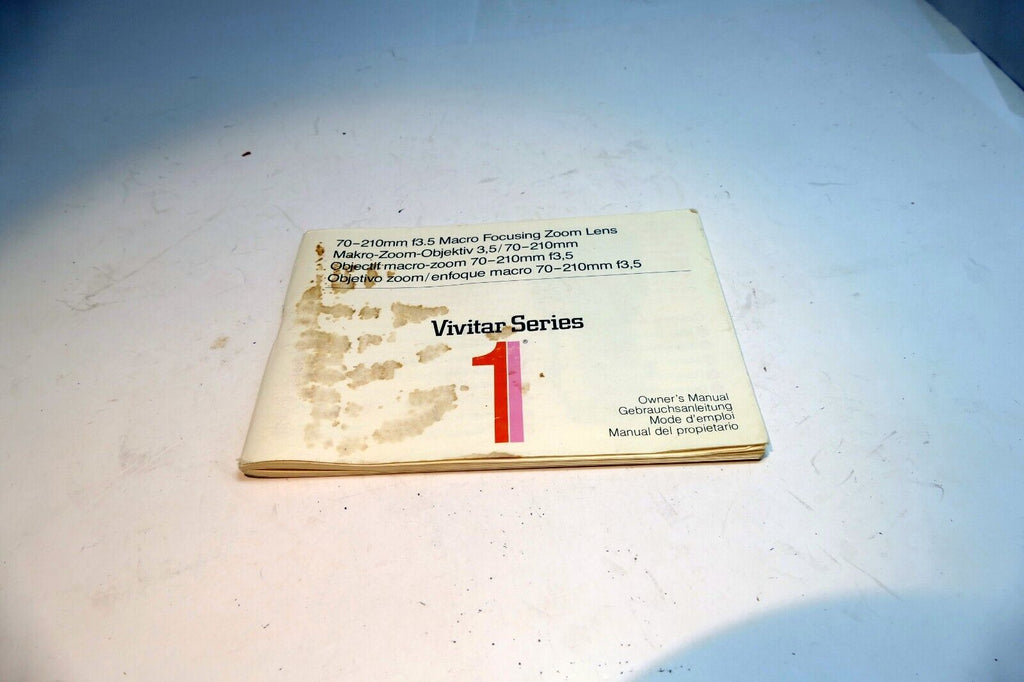 70-210mm f3.5 Macro Focusing Zoom Lens
Makro-Zoom-Objektiv 3,5/70-210mm
Objectif macro-zoom 70-210mm f3,5
Objetivo zoom/enfoque macro 70-210mm f3,5
Vivitar Series
1®
Owner's Manual
Gebrauchsanleitung
Mode d'emploi
Manual del propietario